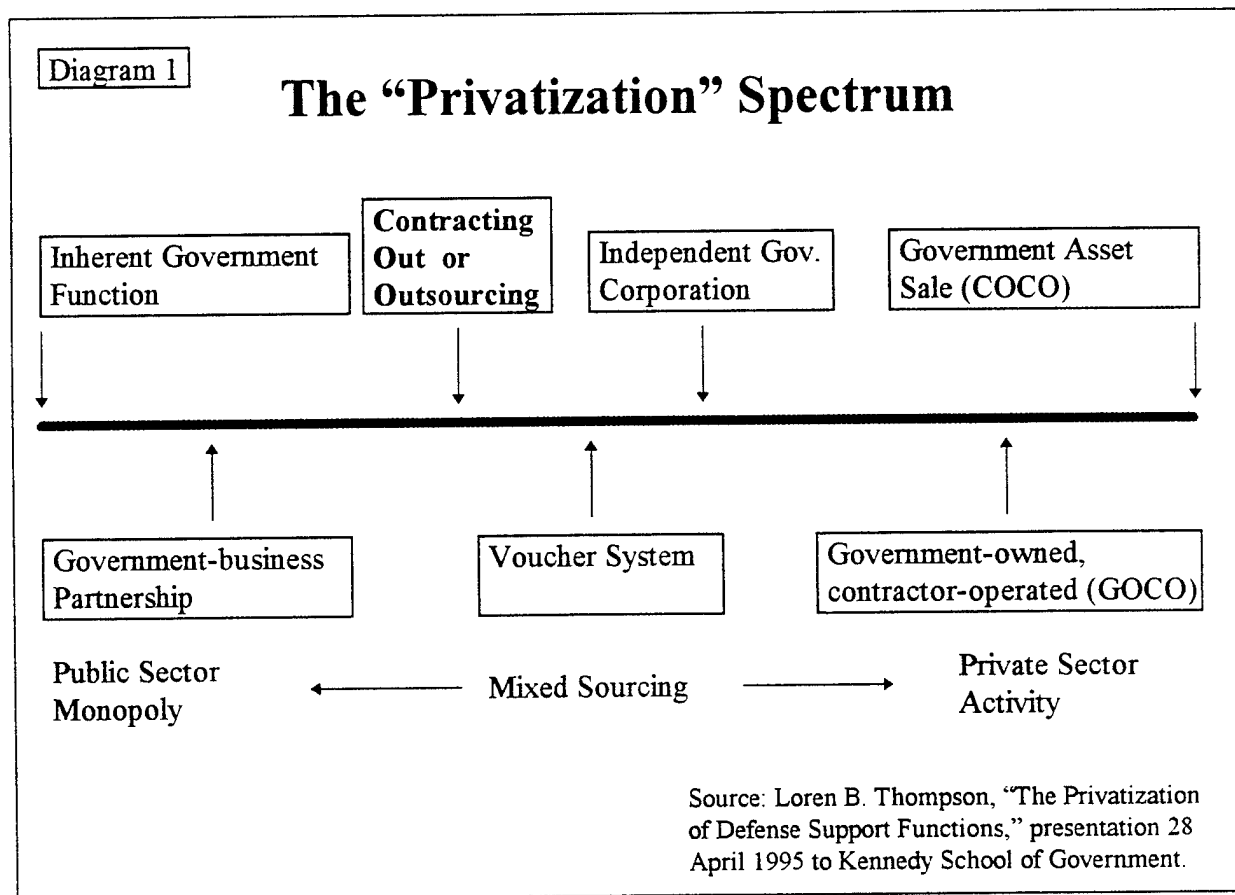 Diagram 1
The “Privatization” Spectrum
Inherent Government
Function
Contracting
Out or
Outsourcing
Independent Gov.
Corporation
Government Asset
Sale (COCO)
Government-business
Partnership
Voucher System
Government-owned,
contractor-operated (GOCO)
Public Sector
Monopoly
Mixed Sourcing
Private Sector
Activity
Source: Loren B. Thompson, “The Privatization
of Defense Support Functions,” presentation 28
April 1995 to Kennedy School of Government.